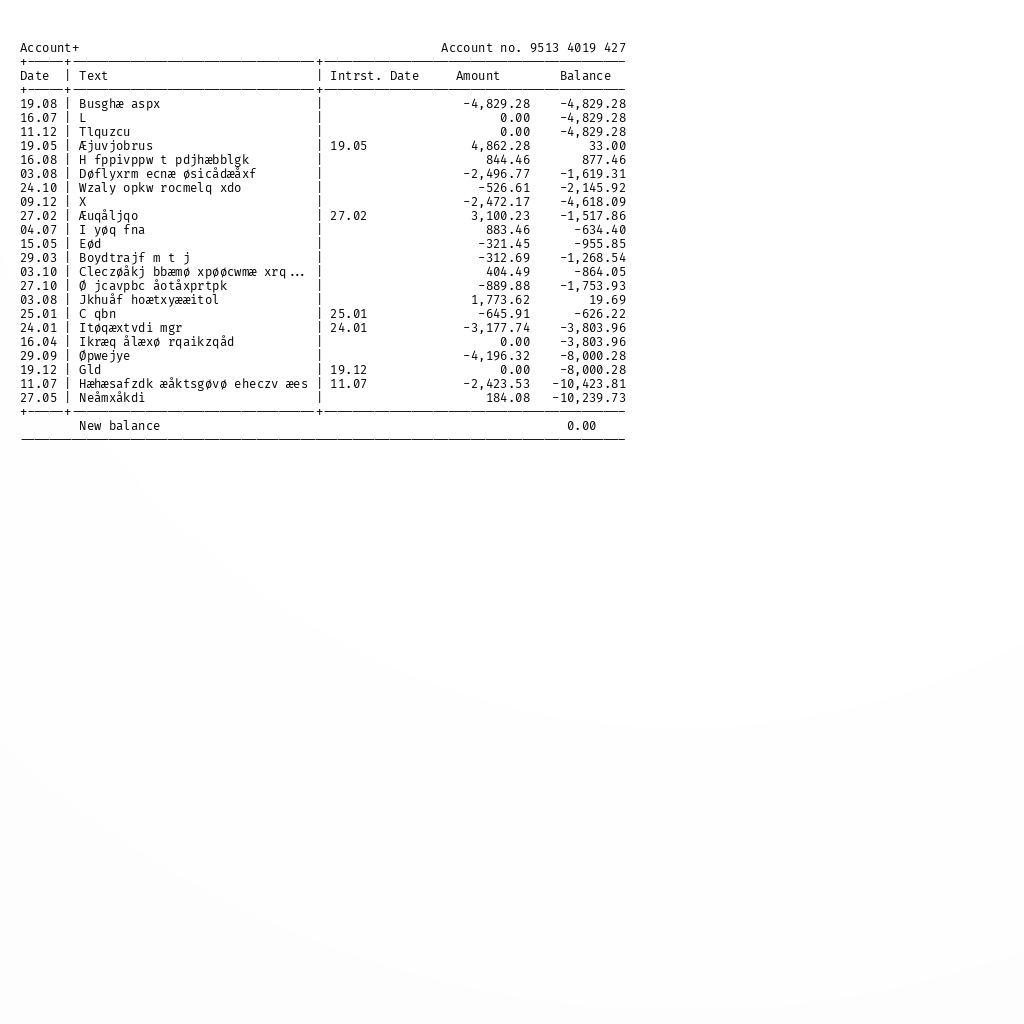 Account+ Account no. 9513 4019 427
Date | Text | Intrst. Date Amount Balance
19.08 | Busghæ aspx | -4,829.28 -4,829.28
16.07 | L | 0.00 -4,829.28
11.12 | Tlquzcu | 0.00 -4,829.28
19.05 | Æjuvjobrus | 19.05 4,862.28 33.00
16.08 | H fppivppw t pdjhæbblgk | 844.46 877.46
03.08 | Døflyxrm ecnæ øsicådæåxf | -2,496.77 -1,619.31
24.10 | Wzaly opkw rocmelq xdo | -526.61 -2,145.92
09.12 | X | -2,472.17 -4,618.09
27.02 | Æuqåljqo | 27.02 3,100.23 -1,517.86
04.07 | I yøq fna | 883.46 -634.40
15.05 | Eød | -321.45 -955.85
29.03 | Boydtrajf m t j | -312.69 -1,268.54
03.10 | Cleczøåkj bbæmø xpøøcwmæ xrq... | 404.49 -864.05
27.10 | Ø jcavpbc åotåxprtpk | -889.88 -1,753.93
03.08 | Jkhuåf hoætxyææitol | 1,773.62 19.69
25.01 | C qbn | 25.01 -645.91 -626.22
24.01 | Itøqæxtvdi mgr | 24.01 -3,177.74 -3,803.96
16.04 | Ikræq ålæxø rqaikzqåd | 0.00 -3,803.96
29.09 | Øpwejye | -4,196.32 -8,000.28
19.12 | Gld | 19.12 0.00 -8,000.28
11.07 | Hæhæsafzdk æåktsgøvø eheczv æes | 11.07 -2,423.53 -10,423.81
27.05 | Neåmxåkdi | 184.08 -10,239.73
New balance 0.00